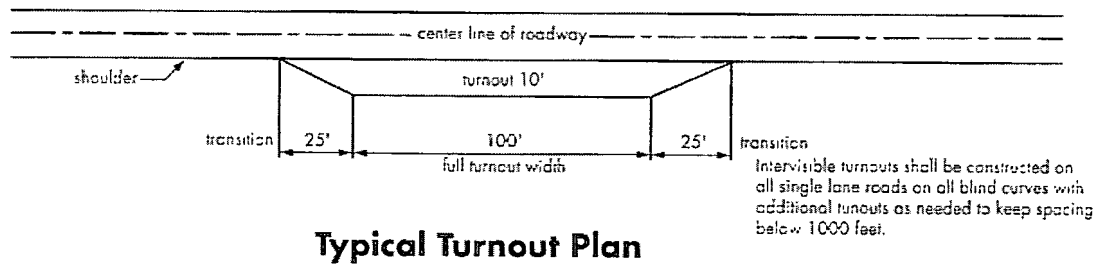 center line of roadway
shoulder
turnout 10'
transition 25' 100' 25' transition
full turnout width
Intervisible turnouts shall be constructed on
all single lane roads on all blind curves with
additional tunouts as needed to keep spacing
below 1000 feet.
Typical Turnout Plan